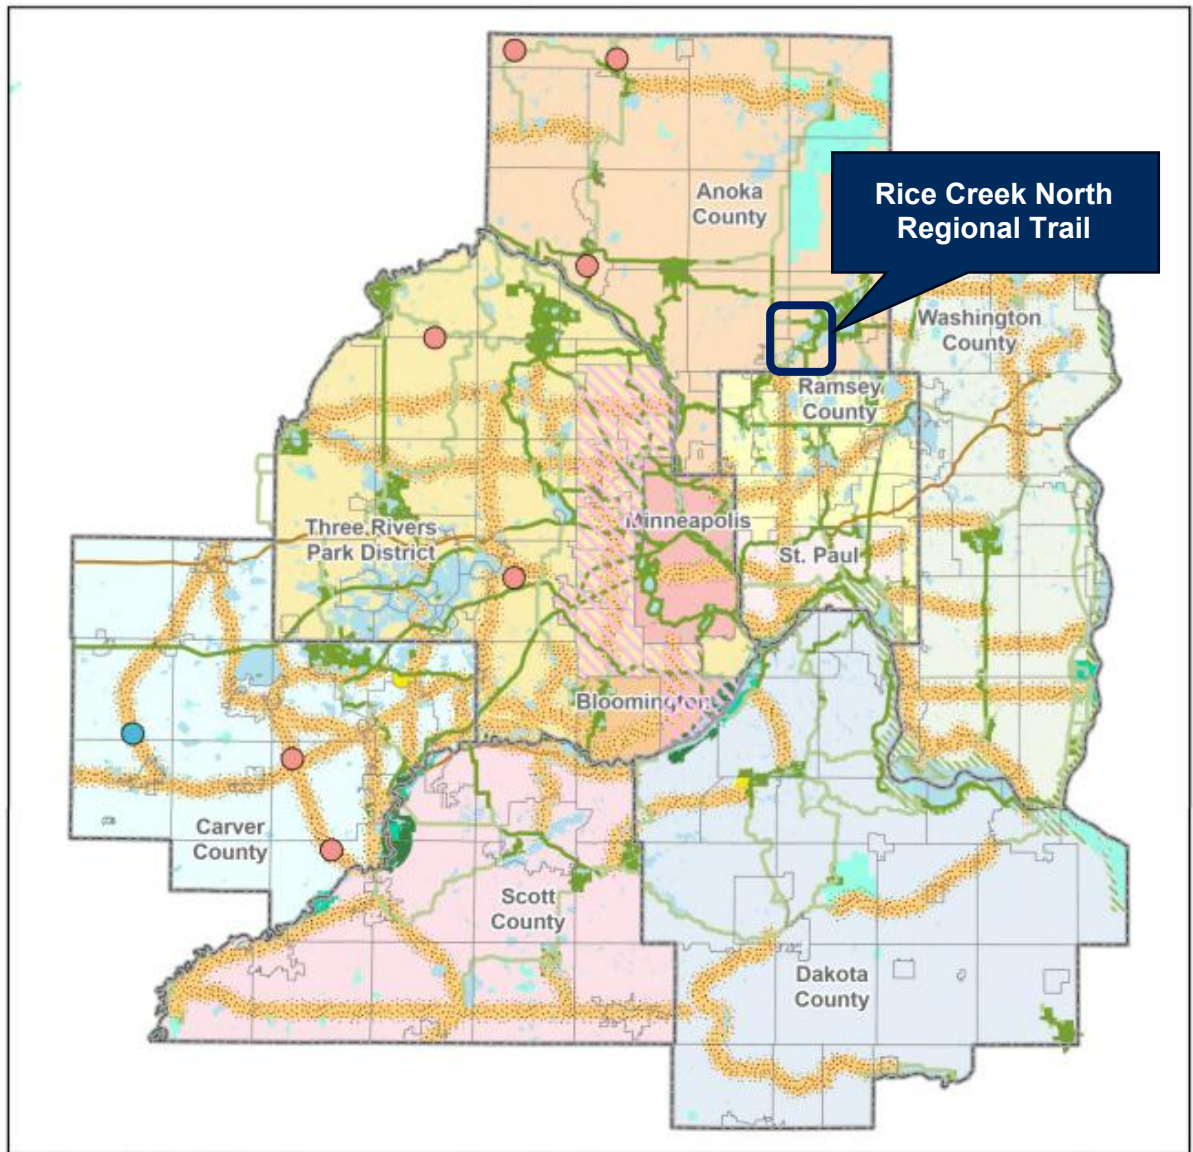 Anoka
County
Rice Creek North
Regional Trail
Washington
County
Ramsey
County
Three Rivers
Park District
Minneapolis
St. Paul
Bloomington
Carver
County
Scott
County
Dakota
County